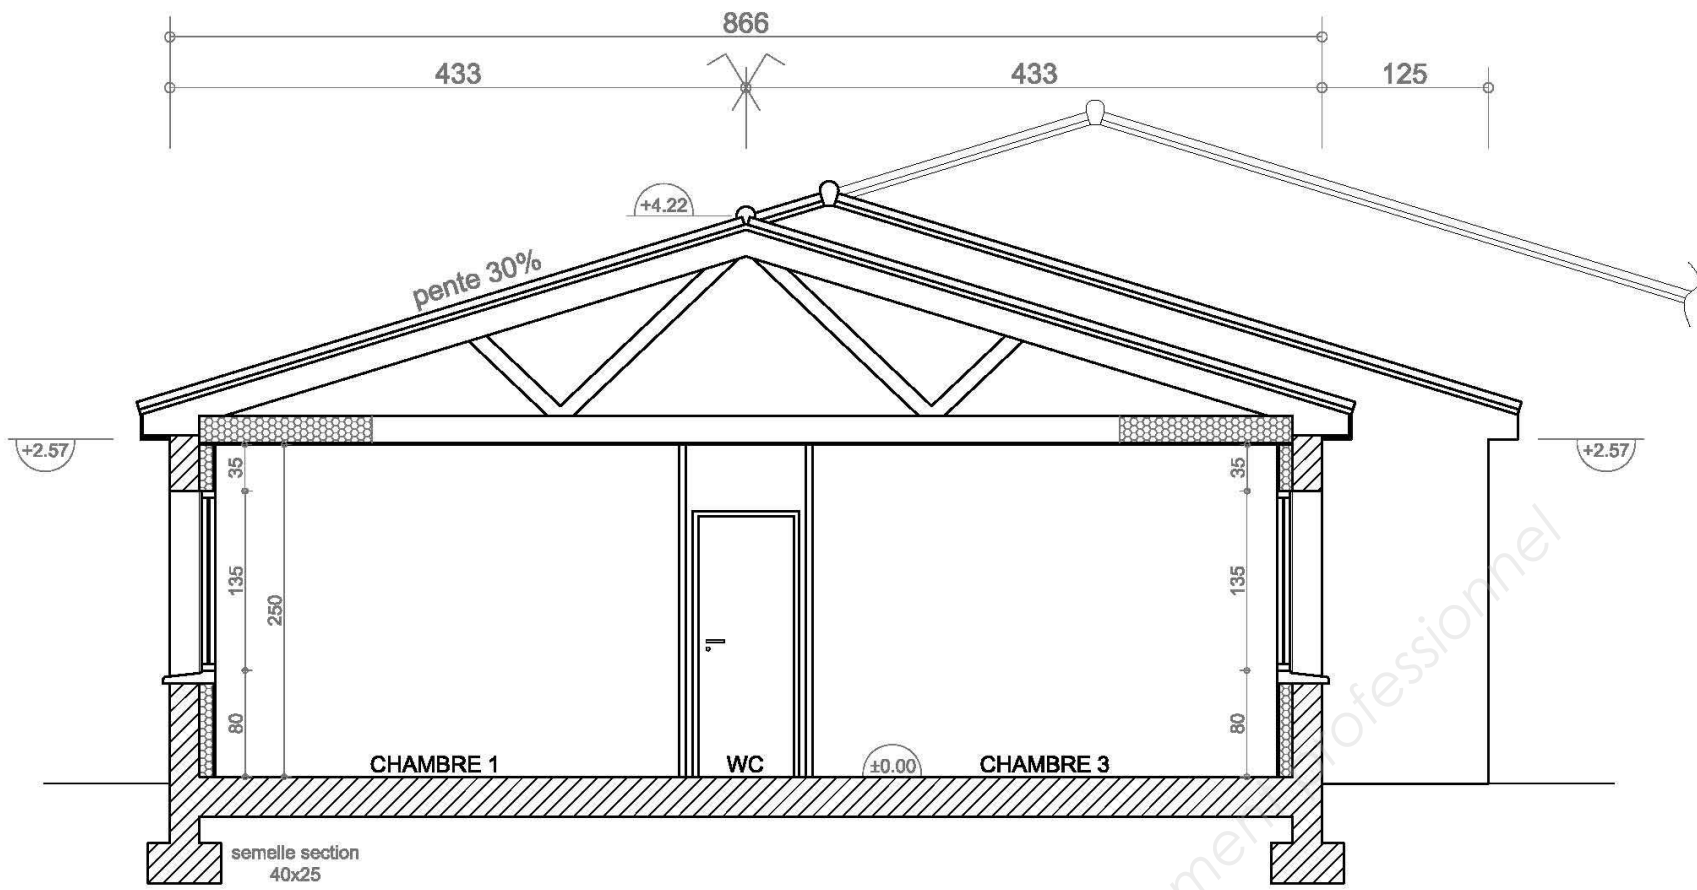 866
433
433
125
+4.22
pente 30%
+2.57
+2.57
35
35
135
135
250
80
80
CHAMBRE 1
WC
±0.00
CHAMBRE 3
semelle section
40x25